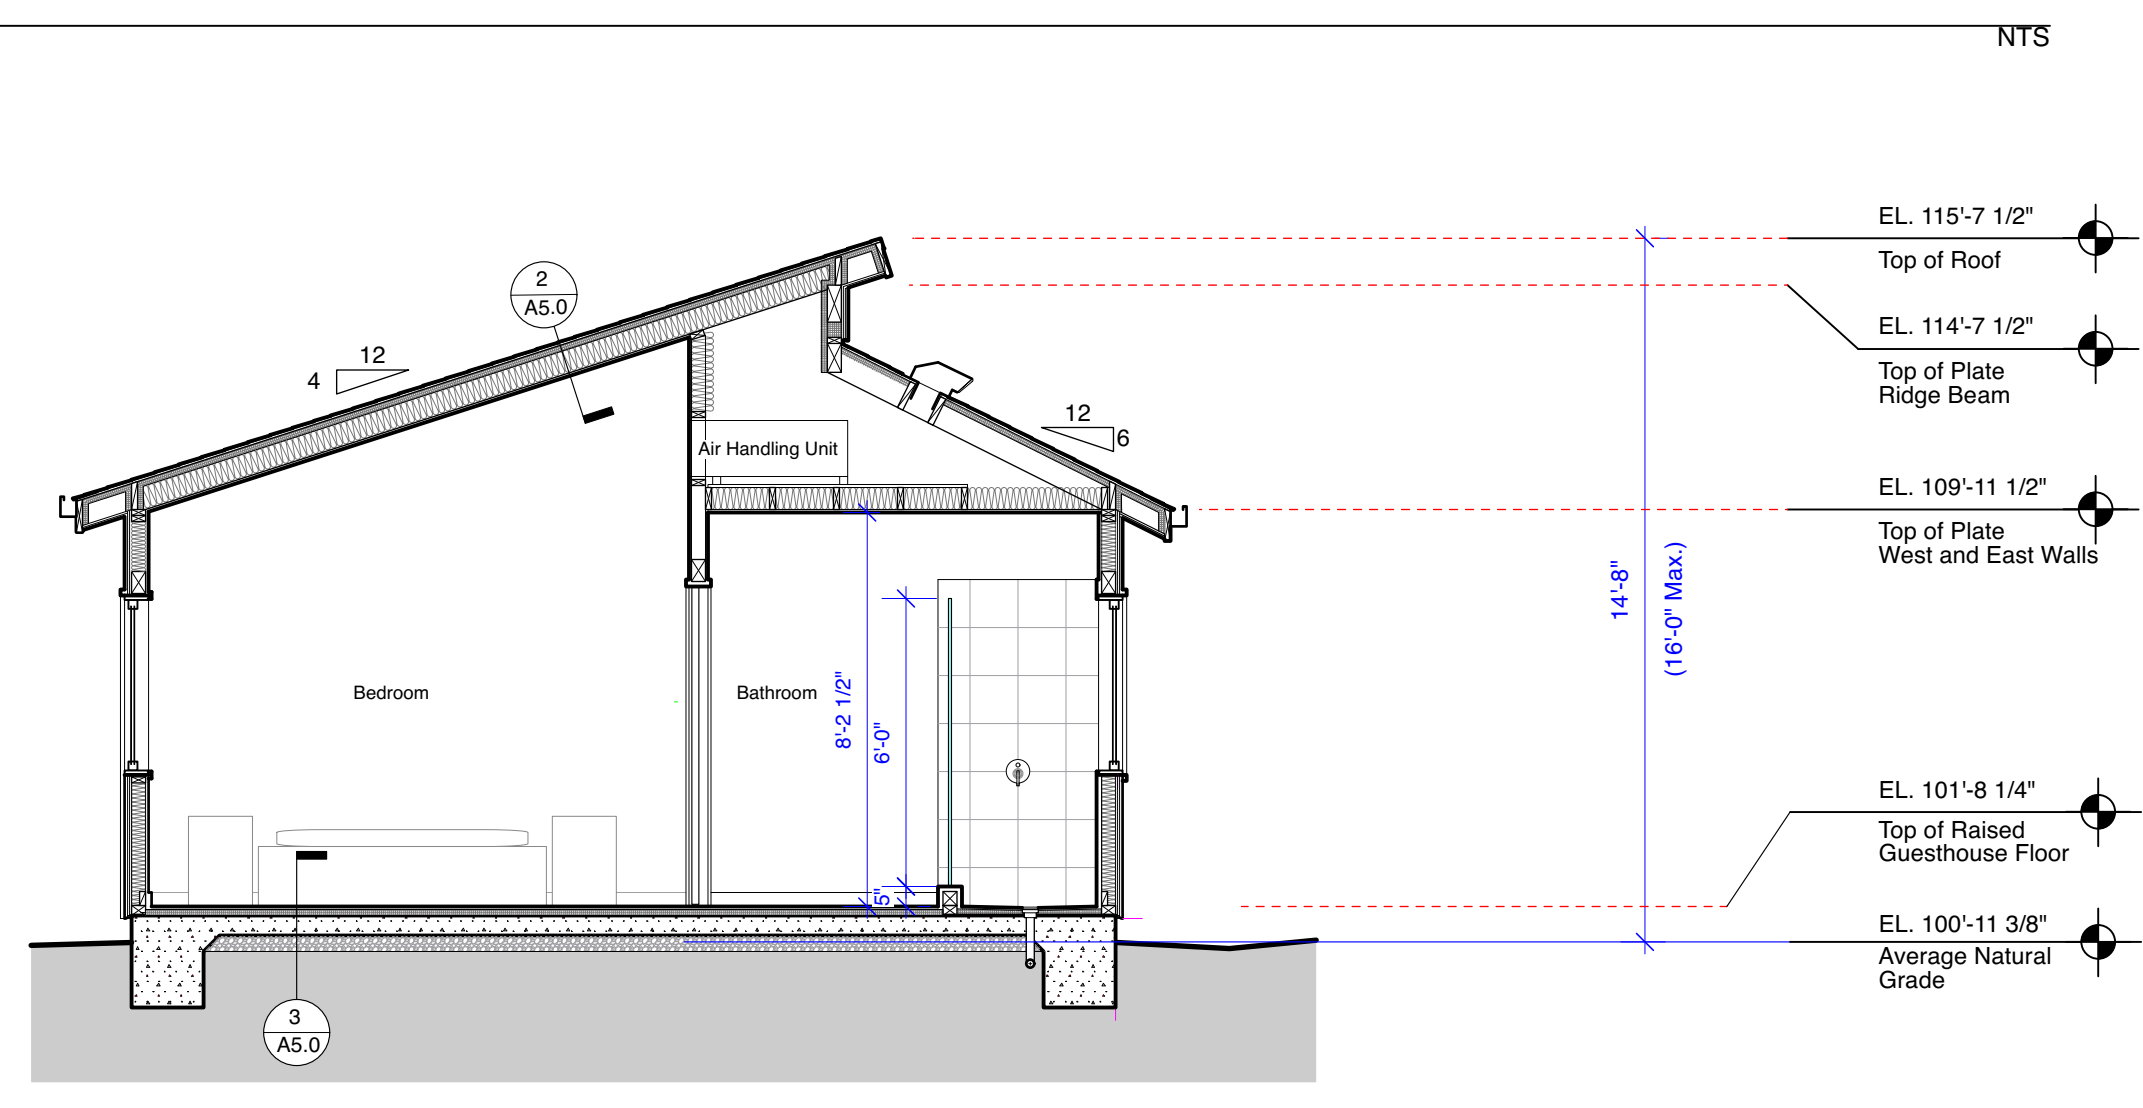 NTS
EL. 115'-7 1/2"
Top of Roof
2
A5.0
EL. 114'-7 1/2"
Top of Plate
Ridge Beam
12
4
12
6
Air Handling Unit
EL. 109'-11 1/2"
Top of Plate
West and East Walls
14'-8"
(16'-0" Max.)
Bedroom
Bathroom
8'-2 1/2"
6'-0"
5"
EL. 101'-8 1/4"
Top of Raised
Guesthouse Floor
EL. 100'-11 3/8"
Average Natural
Grade
3
A5.0